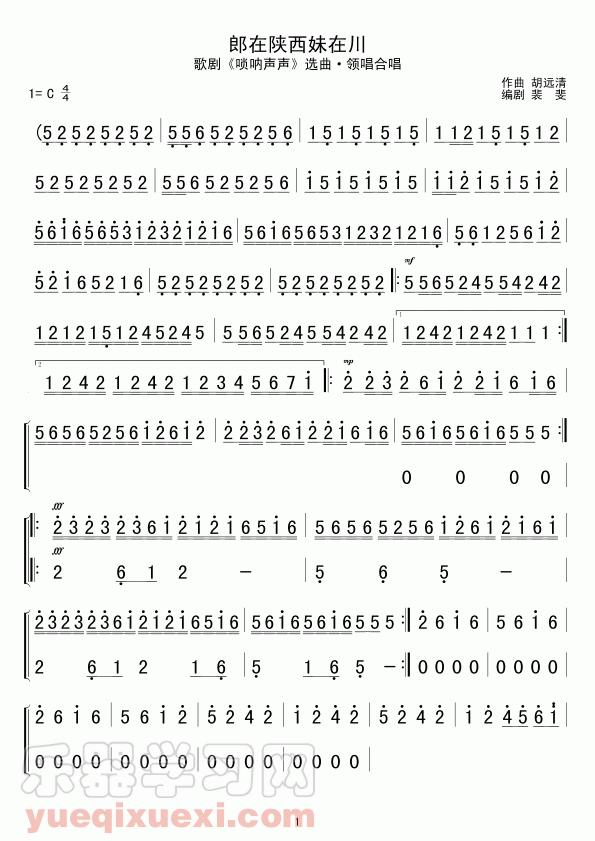 郎在陕西妹在川
歌剧《唢呐声声》选曲·领唱合唱
作曲 胡远清
1= C 4/4 编剧 裴 斐
(5 2 5 2 5 2 5 2 | 5 5 2 5 2 5 2 5 6 | 1 5 1 5 1 5 1 5 | 1 1 2 1 5 1 5 1 2
5 2 5 2 5 2 5 2 | 5 5 2 5 2 5 2 5 6 | i 5 i 5 i 5 i 5 | i i 2 i 5 i 5 i 2 |
5 6 i 6 i 5 6 5 3 1 2 3 2 1 2 1 6 | 5 6 i 6 5 6 5 3 1 2 3 2 1 2 1 6 | 5 6 1 2 5 6 i 2 |
mf
5 2 i 6 5 2 1 6 | 5 2 5 2 5 2 5 2 | 5 2 5 2 5 2 5 2 |: 5 5 6 5 2 4 5 5 4 2 4 |
1.
1 2 1 2 1 5 1 2 4 5 2 4 5 | 5 5 6 5 2 4 5 5 4 2 4 2 | 1 2 4 2 1 2 4 2 1 1 1 :|
2. mp
1 2 4 2 1 2 4 2 1 2 3 4 5 6 7 i |: 2 2 3 2 6 i 2 | i 2 i 6 i 6 |
5 6 5 6 5 2 5 6 i 2 6 i 2 | 2 2 3 2 6 i 2 i 2 i 6 | 5 6 i 6 5 6 i 6 5 5 5 :|
0 0 0
fff
|: 2 3 2 3 2 3 6 i 2 i 2 i 6 5 i 6 | 5 6 5 6 5 2 5 6 i 2 6 i 2 |
fff
|: 2 6 1 2 – | 5 6 5 – |
2 3 2 3 2 3 6 i 2 i 6 5 i 6 | 5 6 i 6 5 6 i 6 5 5 5 :| 2 6 i 6 | 5 6 i 6 |
2 6 1 2 1 6 | 5 1 6 5 5 :| 0 0 0 0 | 0 0 0 0 |
2 6 i 6 | 5 i 2 2 | 5 2 4 2 | 5 i 2 | 1 2 4 5 6 i |
0 0 0 0 | 0 0 0 0 | 0 0 0 0 | 0 0 0 0 |
乐器学习网
yueqixuexi.com
1